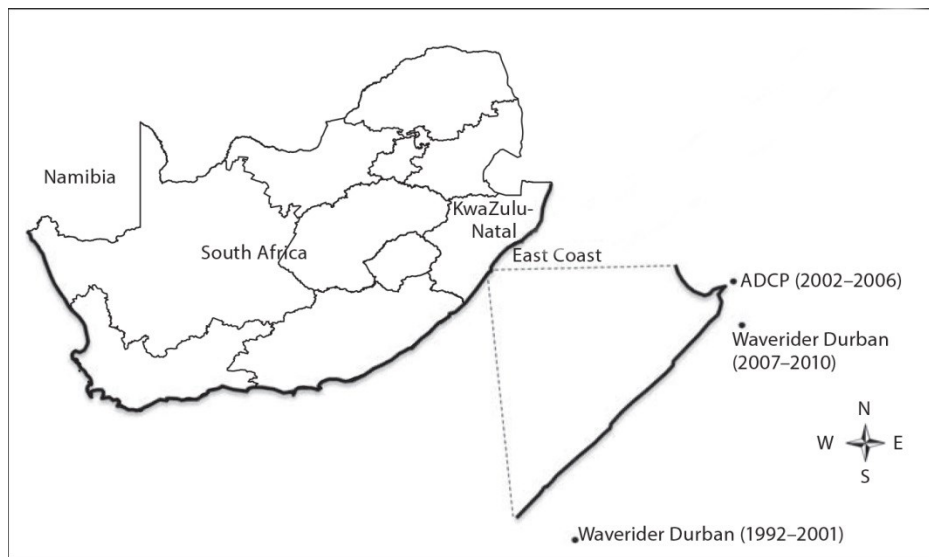 Namibia
KwaZulu-
Natal
South Africa
East Coast
ADCP (2002–2006)
Waverider Durban
(2007–2010)
N
W E
S
Waverider Durban (1992–2001)